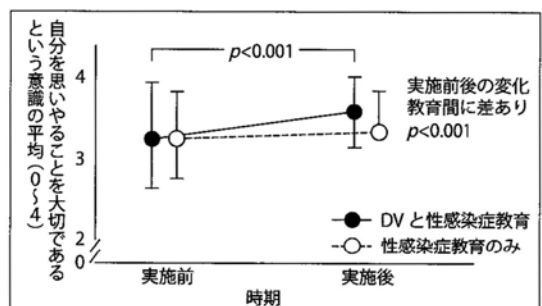 自分を思いやることを大切である
という意識の平均（0〜4）
4
3
2
0
p<0.001
実施前後の変化
教育間に差あり
p<0.001
DVと性感染症教育
性感染症教育のみ
実施前
実施後
時期